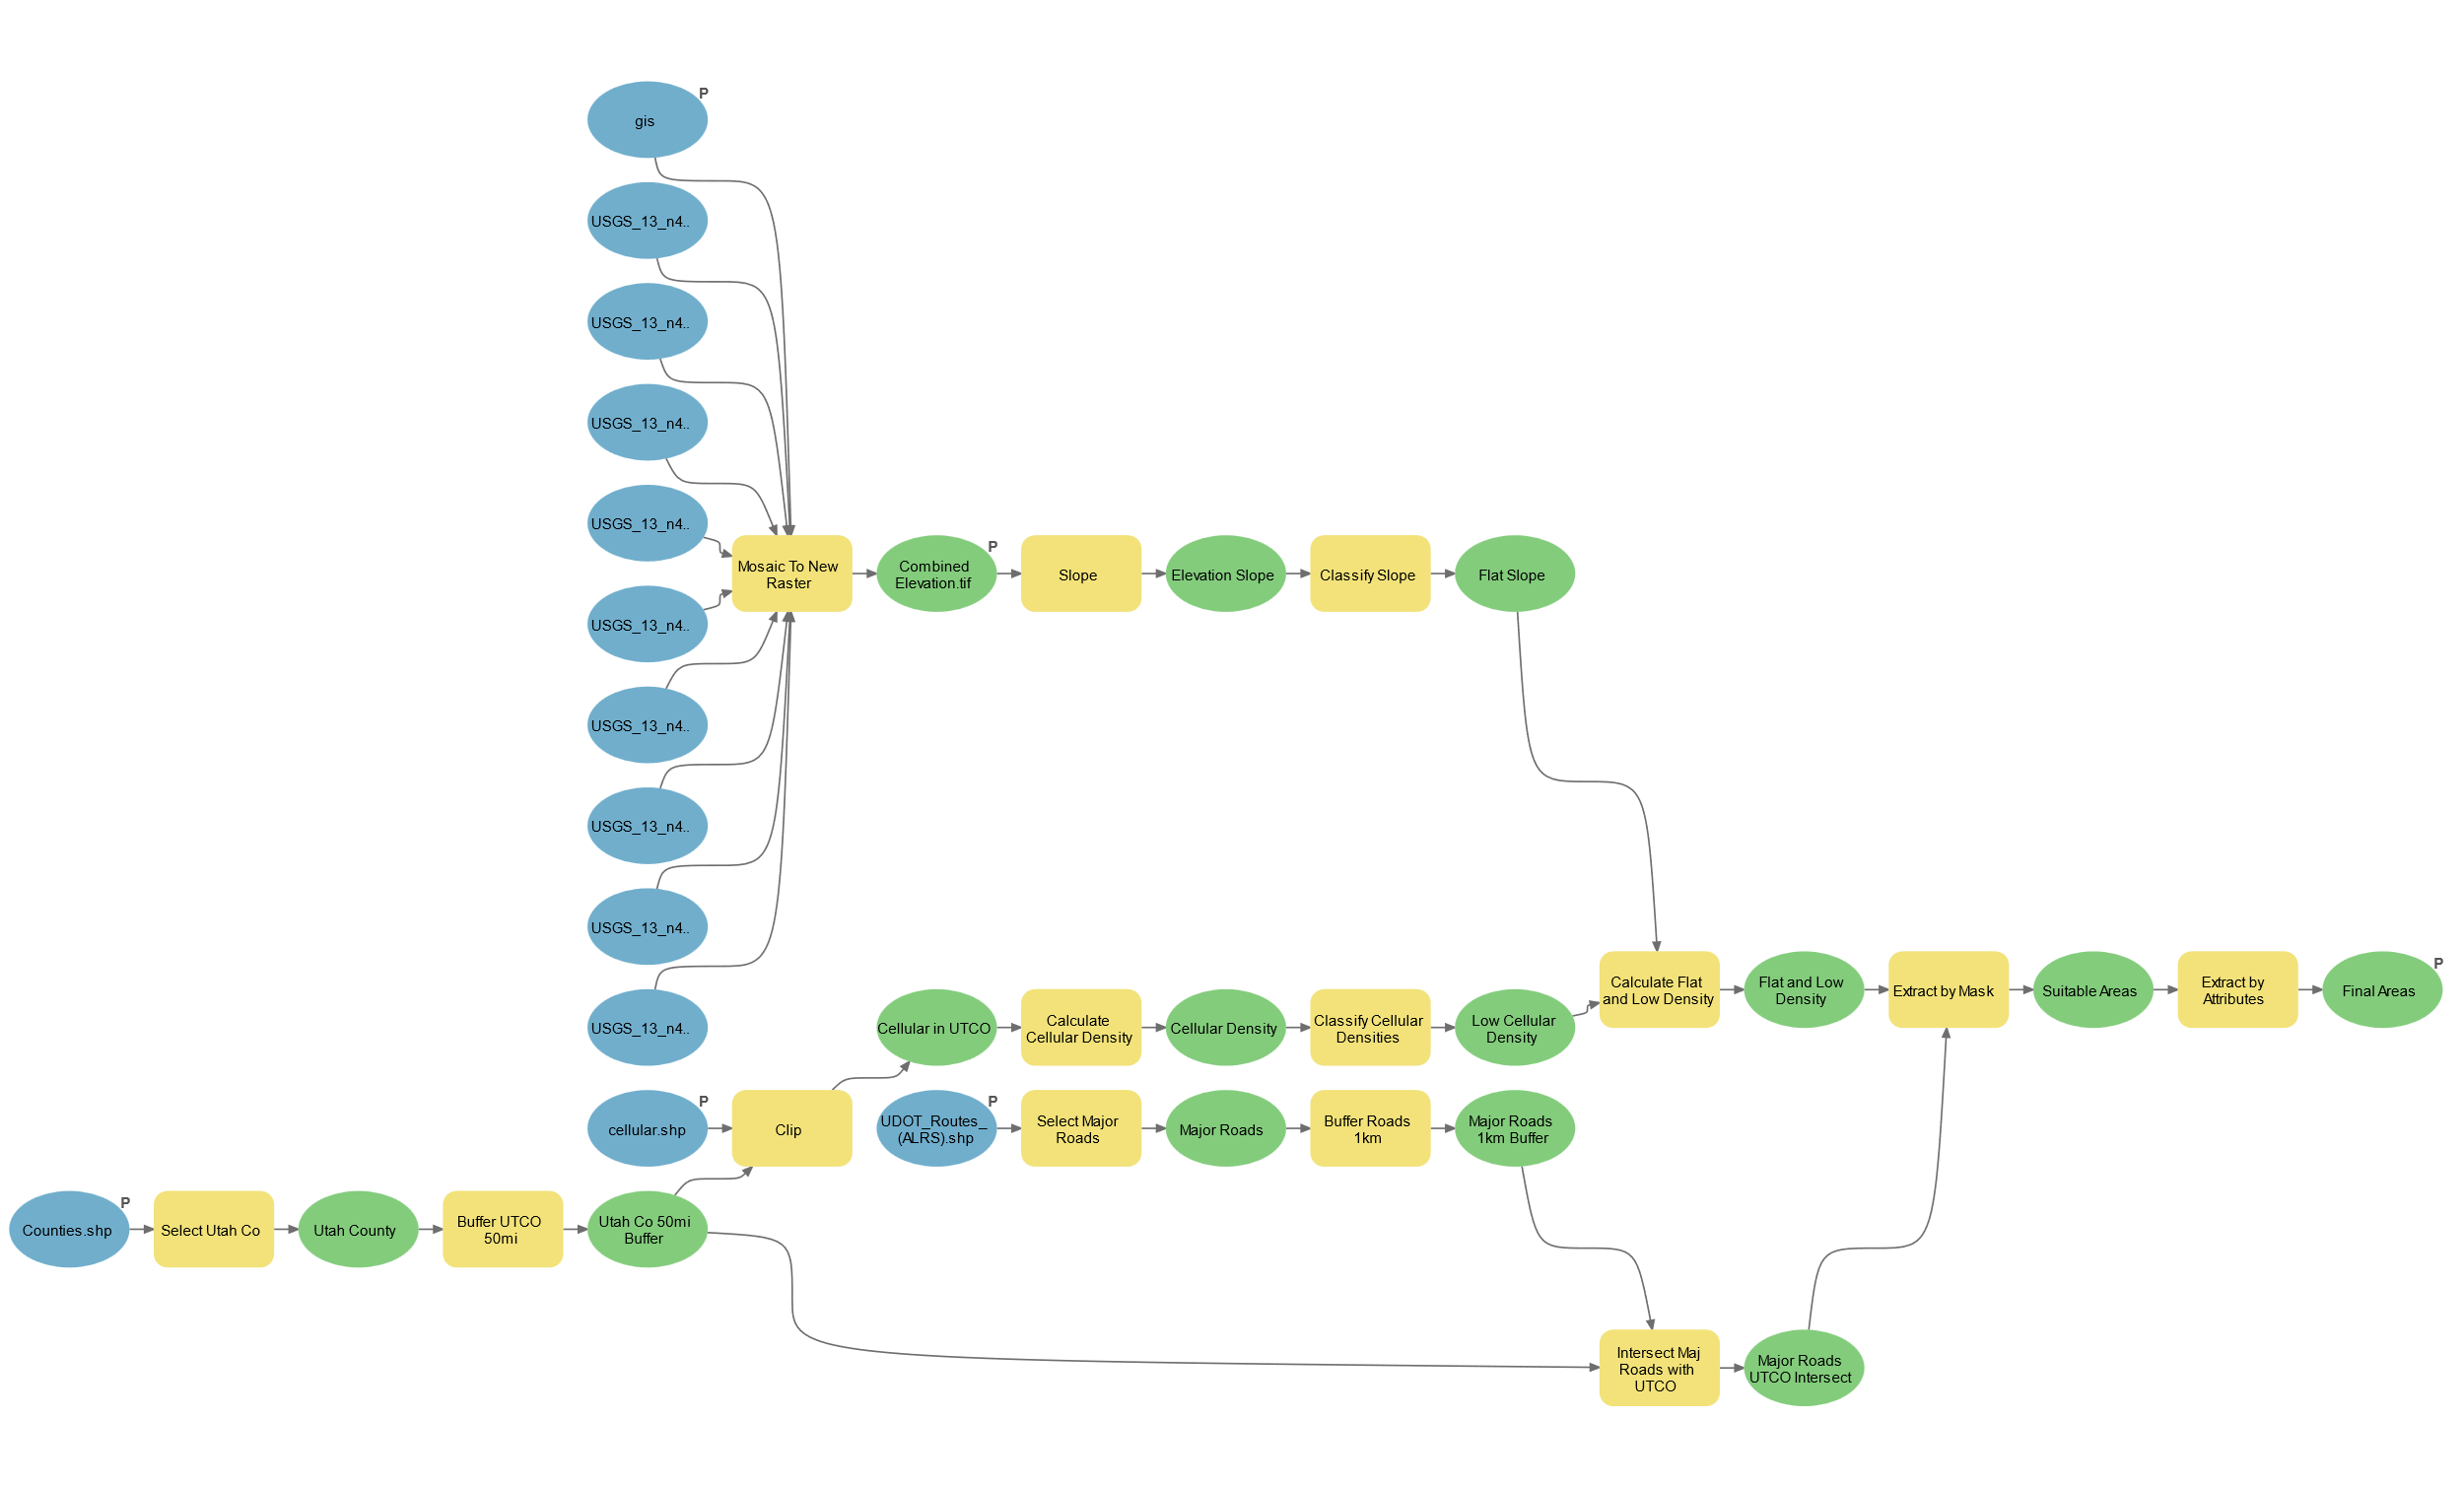 P
gis
USGS_13_n4..
USGS_13_n4..
USGS_13_n4..
USGS_13_n4..
USGS_13_n4..
USGS_13_n4..
USGS_13_n4..
USGS_13_n4..
USGS_13_n4..
Mosaic To New
Raster
P
Combined
Elevation.tif
Slope
Elevation Slope
Classify Slope
Flat Slope
Cellular in UTCO
Calculate
Cellular Density
Cellular Density
Classify Cellular
Densities
Low Cellular
Density
Calculate Flat
and Low Density
Flat and Low
Density
Extract by Mask
Suitable Areas
Extract by
Attributes
P
Final Areas
P
cellular.shp
Clip
P
UDOT_Routes_
(ALRS).shp
Select Major
Roads
Major Roads
Buffer Roads
1km
Major Roads
1km Buffer
P
Counties.shp
Select Utah Co
Utah County
Buffer UTCO
50mi
Utah Co 50mi
Buffer
Intersect Maj
Roads with
UTCO
Major Roads
UTCO Intersect